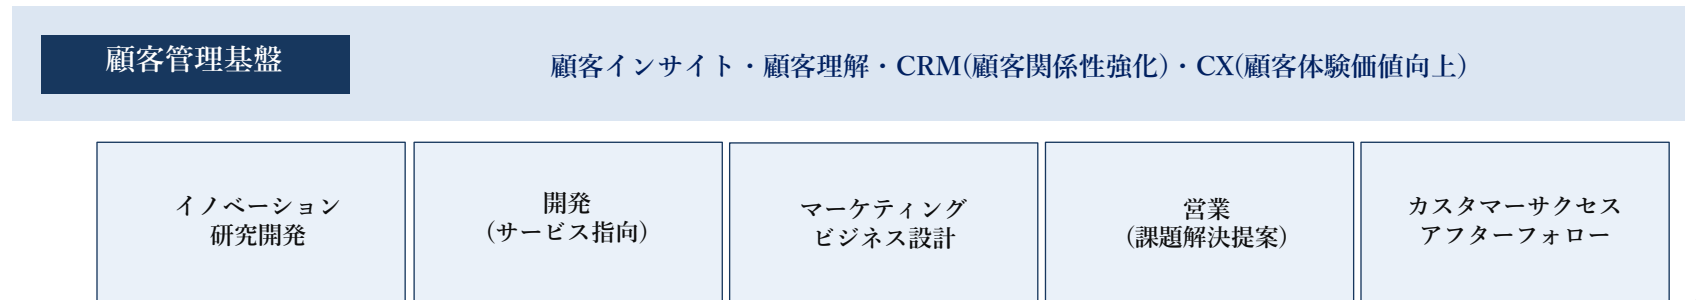 顧客管理基盤
顧客インサイト・顧客理解・CRM(顧客関係性強化)・CX(顧客体験価値向上)
イノベーション
研究開発
開発
(サービス指向)
マーケティング
ビジネス設計
営業
(課題解決提案)
カスタマーサクセス
アフターフォロー